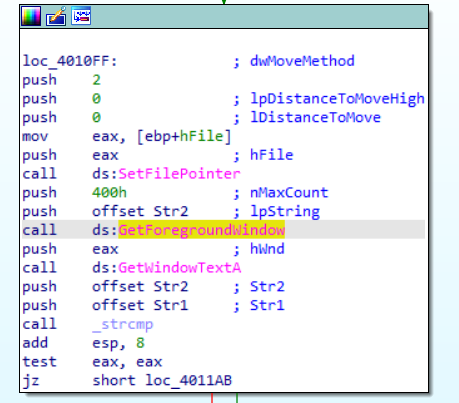 loc_4010FF: ; dwMoveMethod
push 2
push 0 ; lpDistanceToMoveHigh
push 0 ; lDistanceToMove
mov eax, [ebp+hFile]
push eax ; hFile
call ds:SetFilePointer
push 400h ; nMaxCount
push offset Str2 ; lpString
call ds:GetForegroundWindow
push eax ; hWnd
call ds:GetWindowTextA
push offset Str2 ; Str2
push offset Str1 ; Str1
call _strcmp
add esp, 8
test eax, eax
jz short loc_4011AB